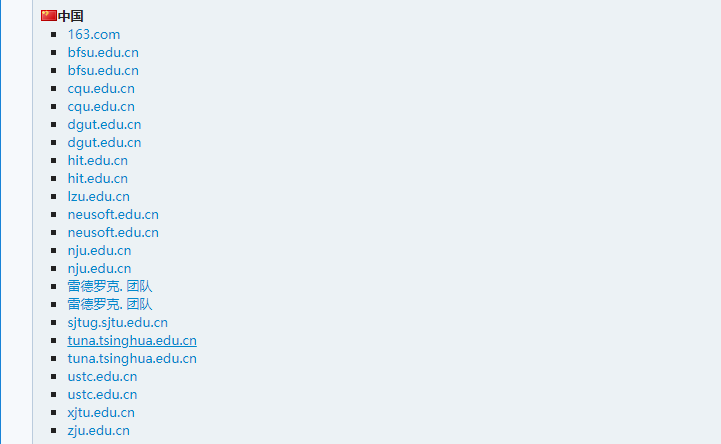 中国
163.com
bfsu.edu.cn
bfsu.edu.cn
cqu.edu.cn
cqu.edu.cn
dgut.edu.cn
dgut.edu.cn
hit.edu.cn
hit.edu.cn
lzu.edu.cn
neusoft.edu.cn
neusoft.edu.cn
nju.edu.cn
nju.edu.cn
雷德罗克. 团队
雷德罗克. 团队
sjtug.sjtu.edu.cn
tuna.tsinghua.edu.cn
tuna.tsinghua.edu.cn
ustc.edu.cn
ustc.edu.cn
xjtu.edu.cn
zju.edu.cn